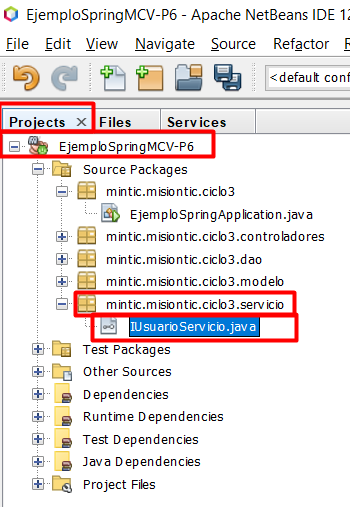 EjemploSpringMCV-P6 - Apache NetBeans IDE 12
File Edit View Navigate Source Refactor
<default conf
Projects Files Services
EjemploSpringMCV-P6
Source Packages
mintic.misiontic.ciclo3
EjemploSpringApplication.java
mintic.misiontic.ciclo3.controladores
mintic.misiontic.ciclo3.dao
mintic.misiontic.ciclo3.modelo
mintic.misiontic.ciclo3.servicio
IUsuarioServicio.java
Test Packages
Other Sources
Dependencies
Runtime Dependencies
Test Dependencies
Java Dependencies
Project Files